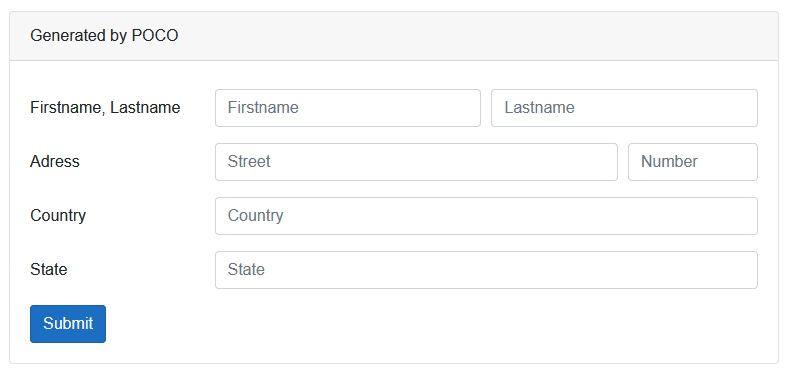 Generated by POCO
Firstname, Lastname Firstname Lastname
Adress Street Number
Country Country
State State
Submit